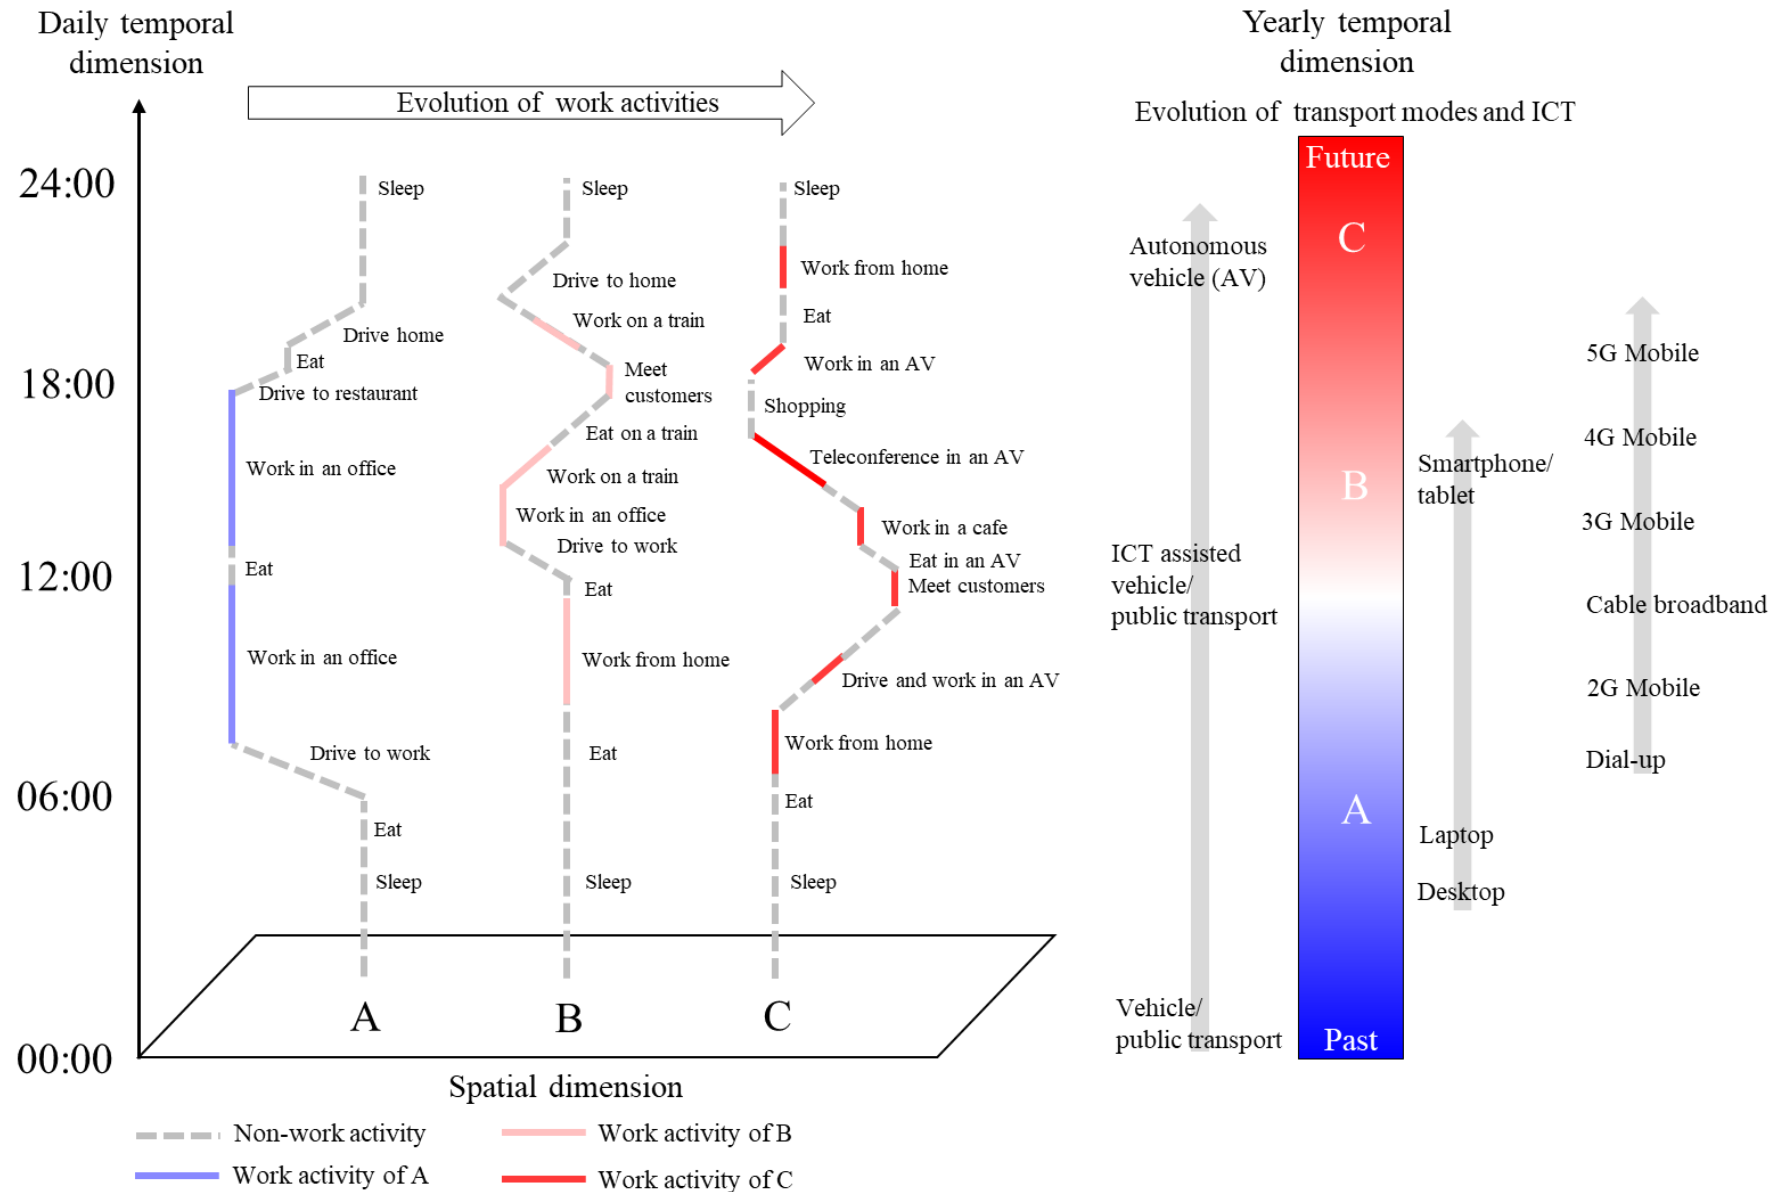 Daily temporal
dimension
Evolution of work activities
24:00
18:00
12:00
06:00
00:00
Sleep
Drive home
Eat
Drive to restaurant
Work in an office
Eat
Work in an office
Drive to work
Eat
Sleep
A
Sleep
Drive to home
Work on a train
Meet
customers
Eat on a train
Work on a train
Work in an office
Drive to work
Eat
Work from home
Eat
Sleep
B
Sleep
Work from home
Eat
Work in an AV
Shopping
Teleconference in an AV
Work in a cafe
Eat in an AV
Meet customers
Drive and work in an AV
Work from home
Eat
Sleep
C
Spatial dimension
Non-work activity
Work activity of A
Work activity of B
Work activity of C
Yearly temporal
dimension
Evolution of transport modes and ICT
Autonomous
vehicle (AV)
ICT assisted
vehicle/
public transport
Vehicle/
public transport
Future
C
B
A
Past
Smartphone/
tablet
Laptop
Desktop
5G Mobile
4G Mobile
3G Mobile
Cable broadband
2G Mobile
Dial-up